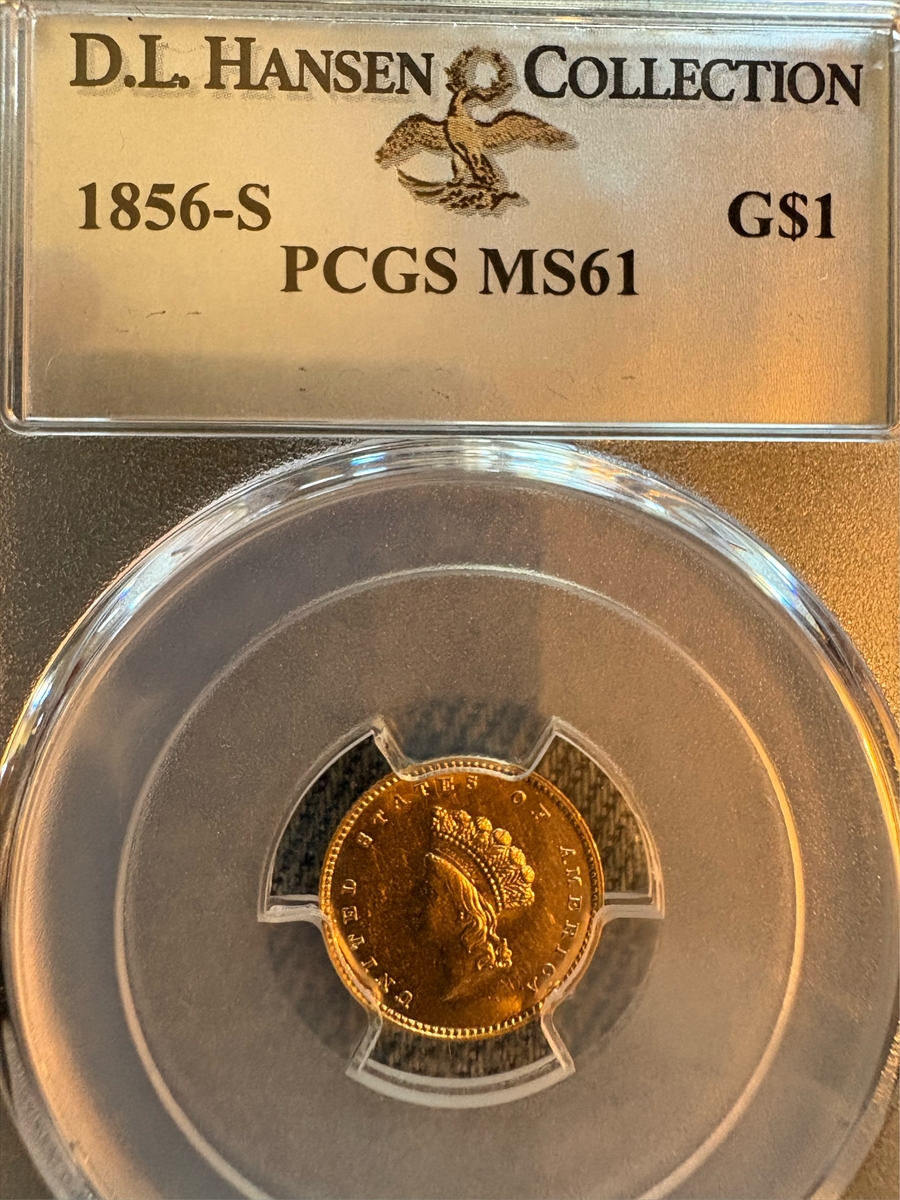 D.L. HANSEN COLLECTION
1856-S G$1
PCGS MS61
UNITED STATES OF AMERICA